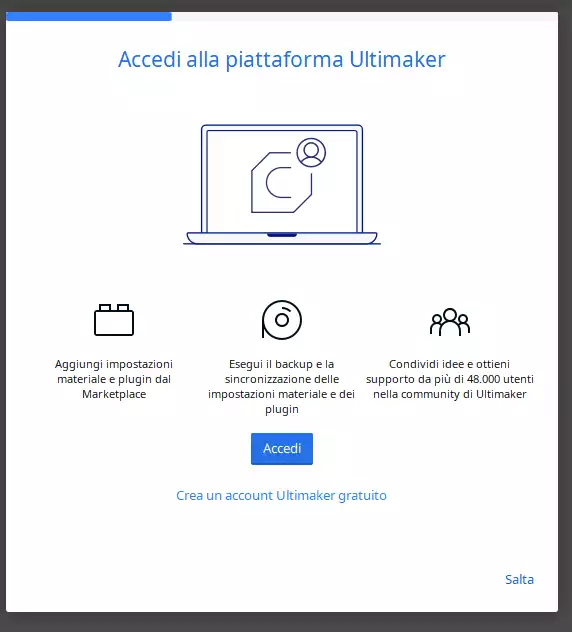 Accedi alla piattaforma Ultimaker
Aggiungi impostazioni
materiale e plugin dal
Marketplace
Esegui il backup e la
sincronizzazione delle
impostazioni materiale e dei
plugin
Condividi idee e ottieni
supporto da più di 48.000 utenti
nella community di Ultimaker
Accedi
Crea un account Ultimaker gratuito
Salta